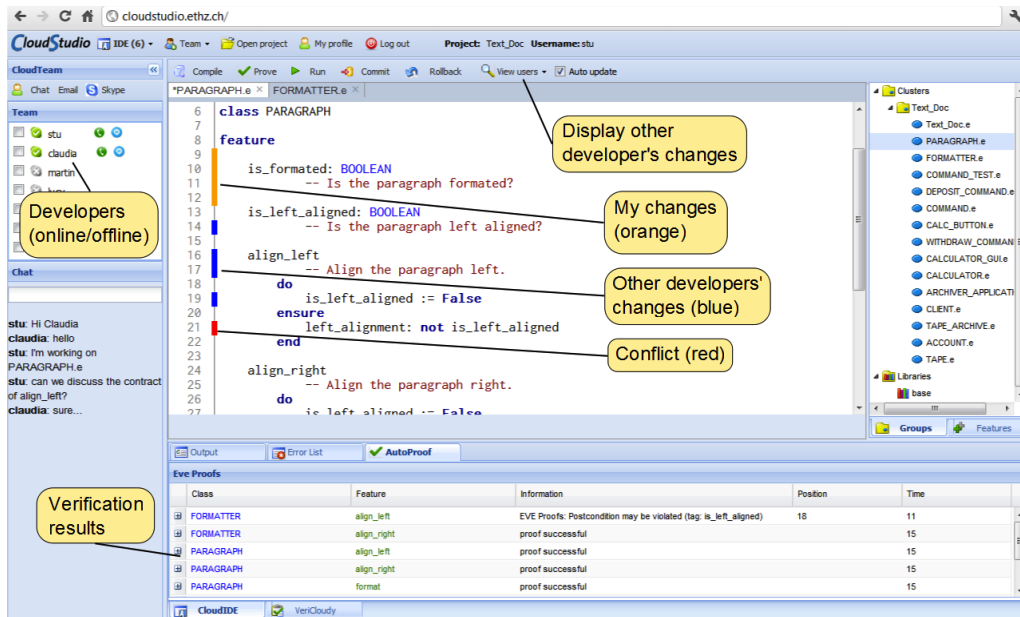 cloudstudio.ethz.ch/
CloudStudio IDE (6) Team Open project My profile Log out Project: Text_Doc Username: stu
CloudTeam
Chat Email Skype
Team
stu
claudia
martin
Developers
(online/offline)
Chat
stu: Hi Claudia
claudia: hello
stu: I'm working on
PARAGRAPH.e
stu: can we discuss the contract
of align_left?
claudia: sure...
Compile Prove Run Commit Rollback View users Auto update
*PARAGRAPH.e FORMATTER.e
6 class PARAGRAPH
7
8 feature
9
10 is_formated: BOOLEAN
11 -- Is the paragraph formated?
12
13 is_left_aligned: BOOLEAN
14 -- Is the paragraph left aligned?
15
16 align_left
17 -- Align the paragraph left.
18 do
19 is_left_aligned := False
20 ensure
21 left_alignment: not is_left_aligned
22 end
23
24 align_right
25 -- Align the paragraph right.
26 do
27 is_left_aligned := False
Display other
developer's changes
My changes
(orange)
Other developers'
changes (blue)
Conflict (red)
Clusters
Text_Doc
Text_Doc.e
PARAGRAPH.e
FORMATTER.e
COMMAND_TEST.e
DEPOSIT_COMMAND.e
COMMAND.e
CALC_BUTTON.e
WITHDRAW_COMMAN
CALCULATOR_GUI.e
CALCULATOR.e
ARCHIVER_APPLICATI
CLIENT.e
TAPE_ARCHIVE.e
ACCOUNT.e
TAPE.e
Libraries
base
Groups Features
Output Error List AutoProof
Eve Proofs
Class Feature Information Position Time
FORMATTER align_left EVE Proofs: Postcondition may be violated (tag: is_left_aligned) 18 11
FORMATTER align_right proof successful 15
PARAGRAPH align_left proof successful 15
PARAGRAPH align_right proof successful 15
PARAGRAPH format proof successful 15
Verification
results
CloudIDE VeriCloudy